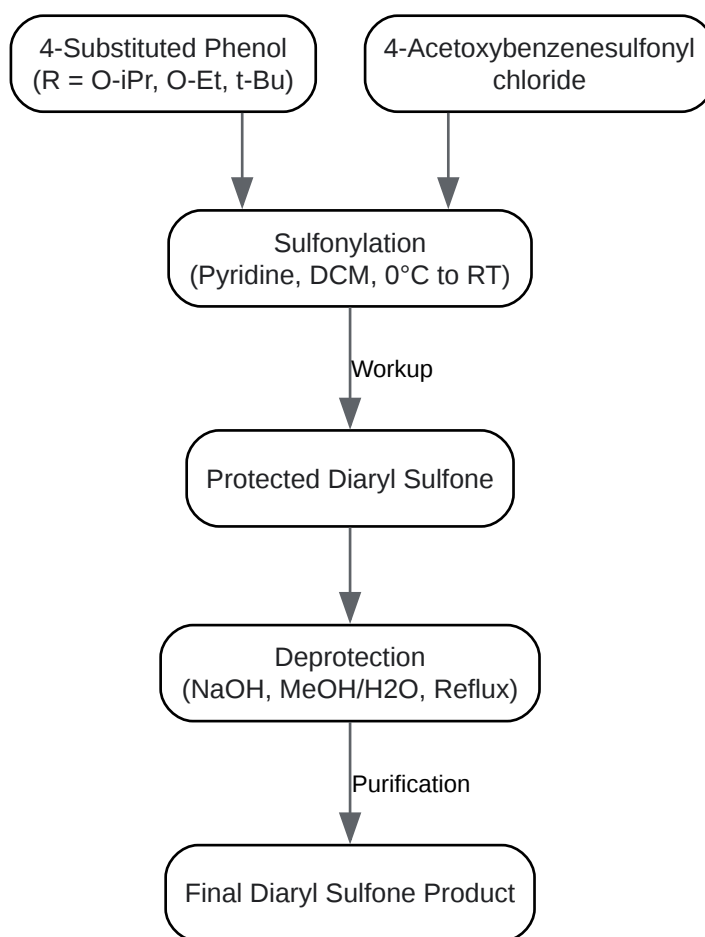 4-Substituted Phenol
(R = O-iPr, O-Et, t-Bu)
4-Acetoxybenzenesulfonyl
chloride
Sulfonylation
(Pyridine, DCM, 0°C to RT)
Workup
Protected Diaryl Sulfone
Deprotection
(NaOH, MeOH/H2O, Reflux)
Purification
Final Diaryl Sulfone Product